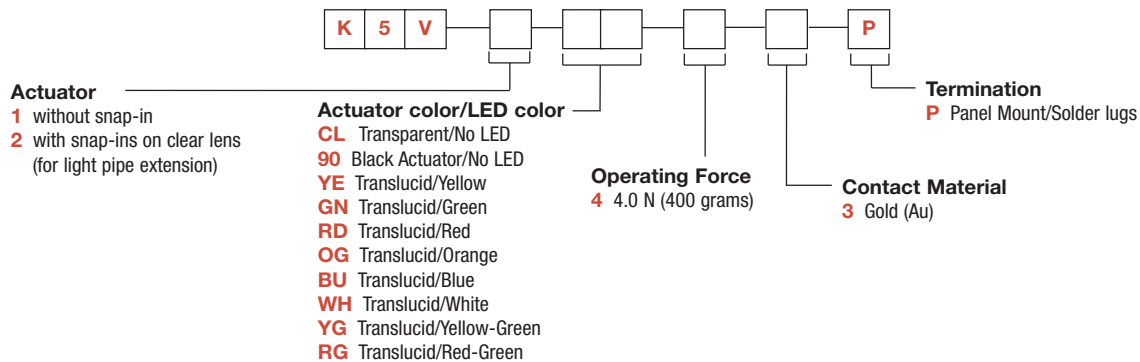 K 5 V P
Actuator
1 without snap-in
2 with snap-ins on clear lens
(for light pipe extension)
Actuator color/LED color
CL Transparent/No LED
90 Black Actuator/No LED
YE Translucid/Yellow
GN Translucid/Green
RD Translucid/Red
OG Translucid/Orange
BU Translucid/Blue
WH Translucid/White
YG Translucid/Yellow-Green
RG Translucid/Red-Green
Operating Force
4 4.0 N (400 grams)
Contact Material
3 Gold (Au)
Termination
P Panel Mount/Solder lugs